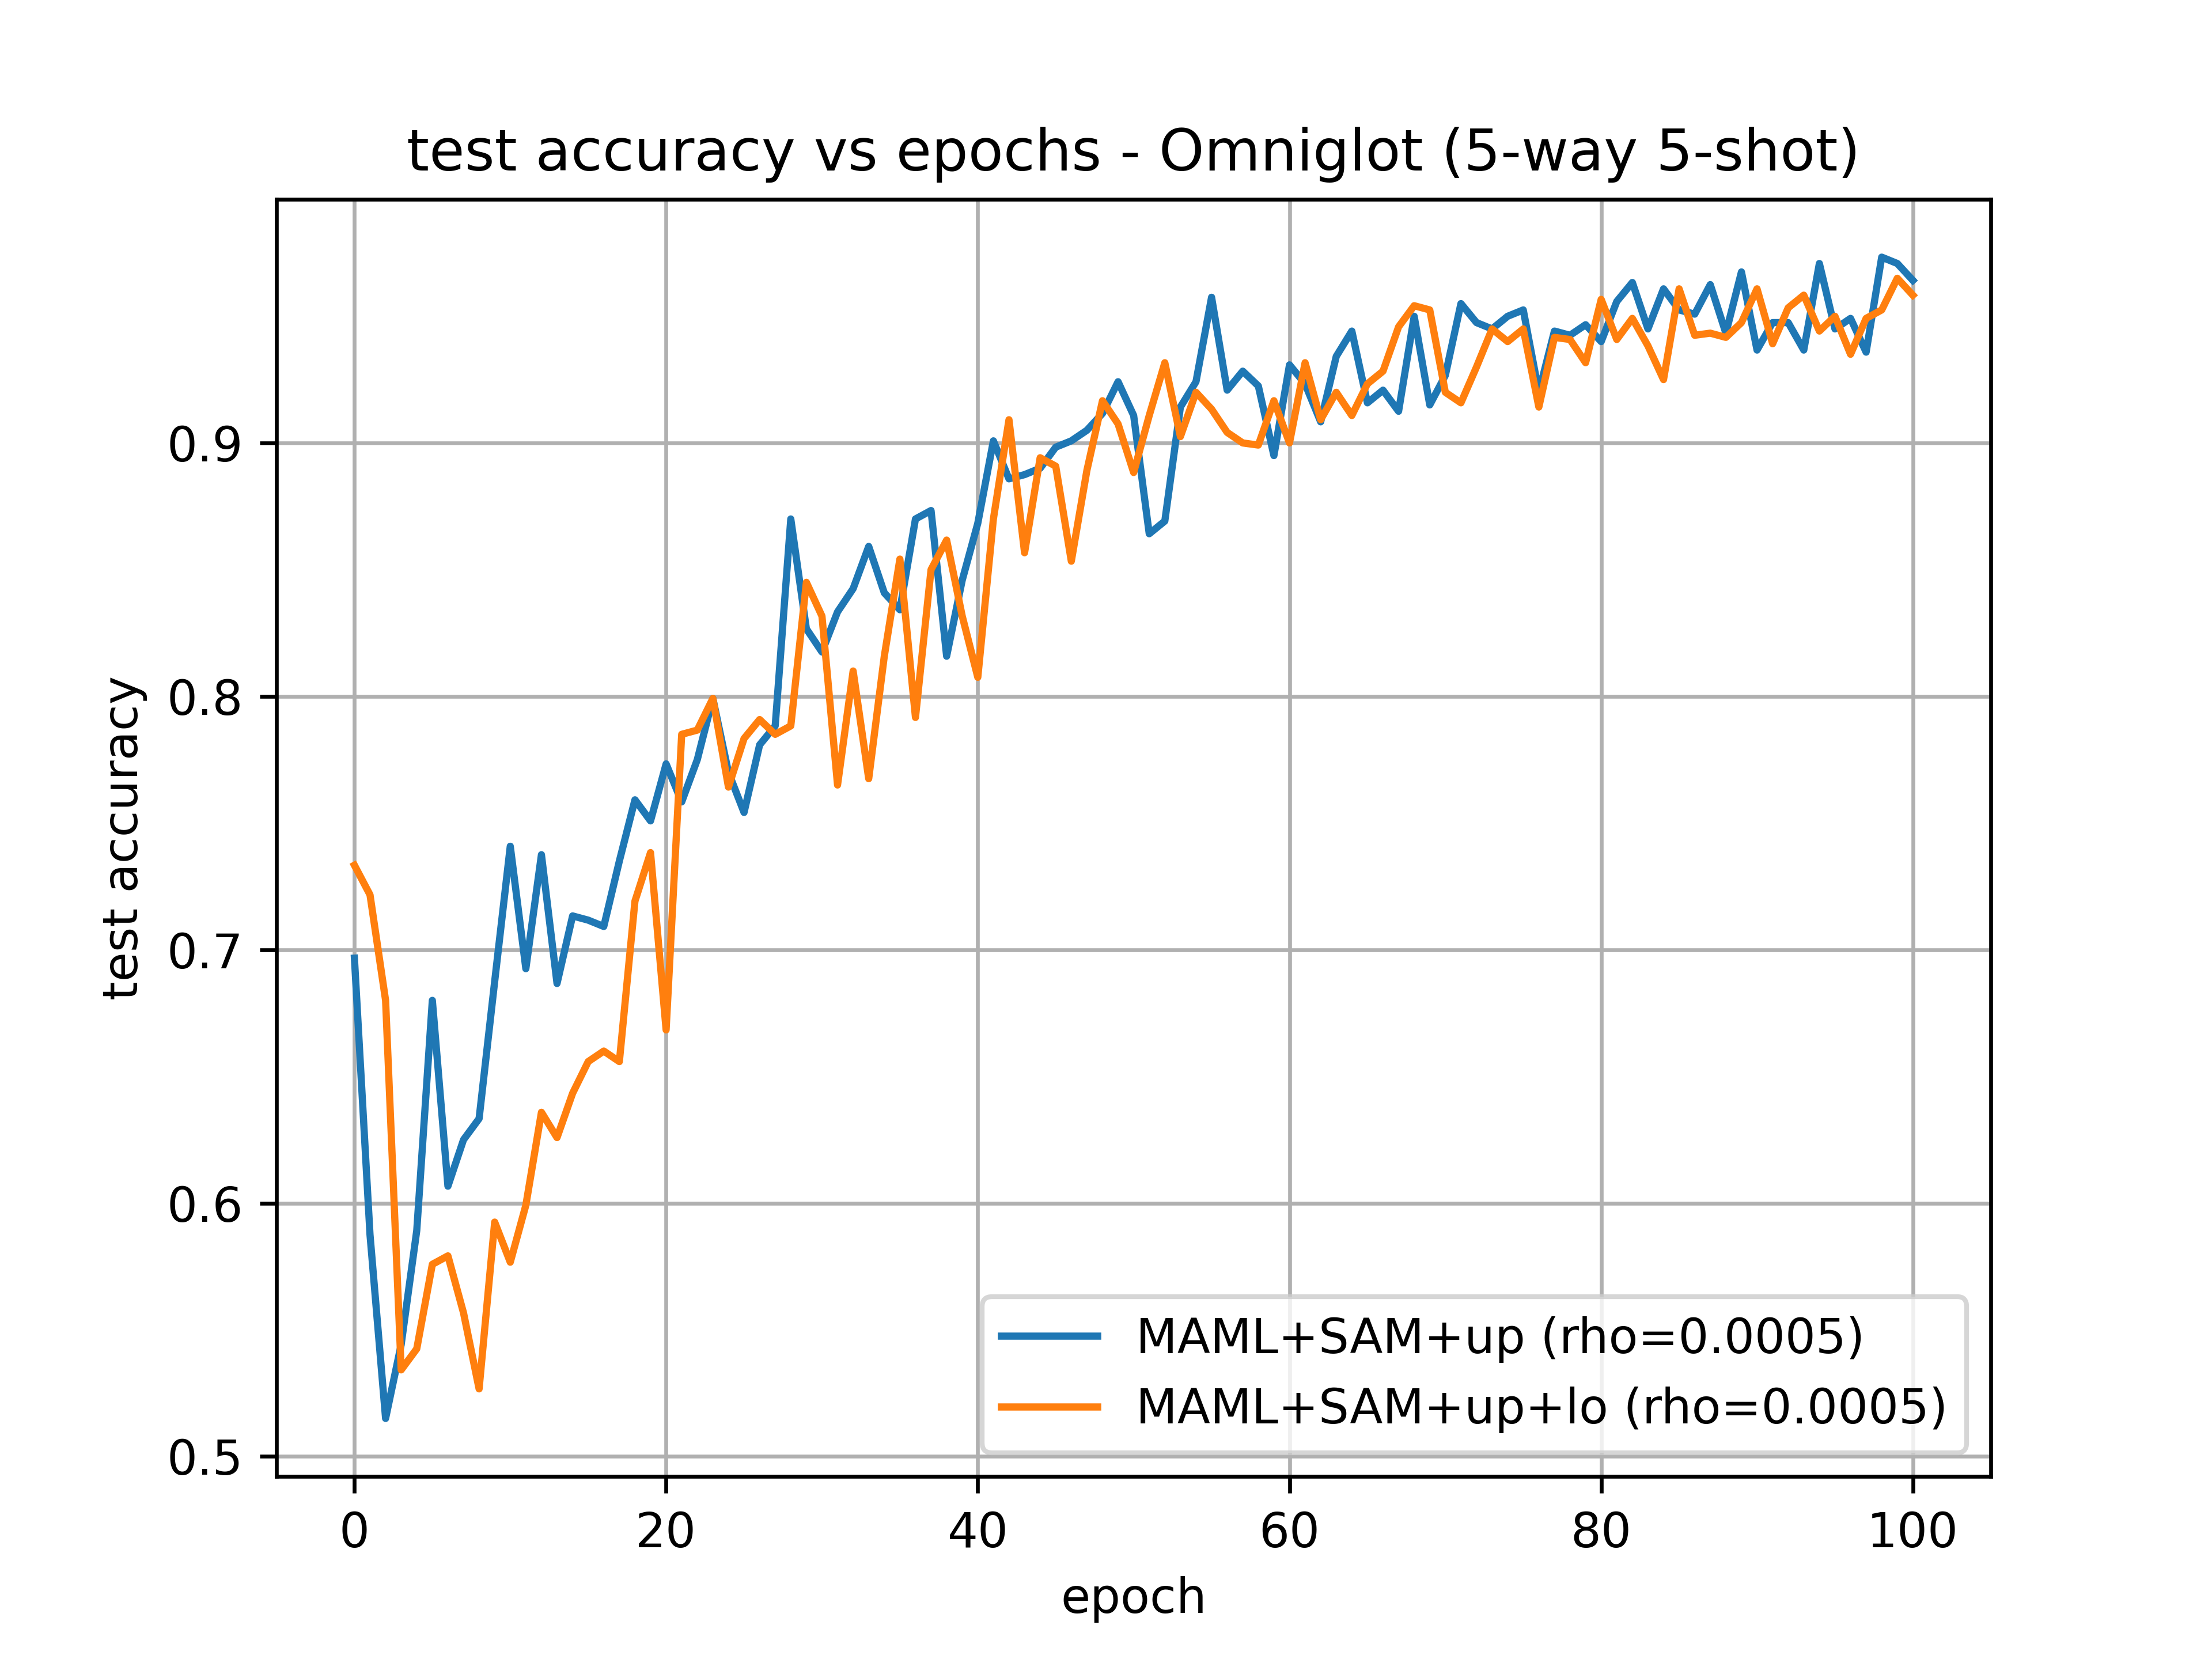 test accuracy vs epochs - Omniglot (5-way 5-shot)
test accuracy
0.9
0.8
0.7
0.6
0.5
0 20 40 60 80 100
epoch
MAML+SAM+up (rho=0.0005)
MAML+SAM+up+lo (rho=0.0005)